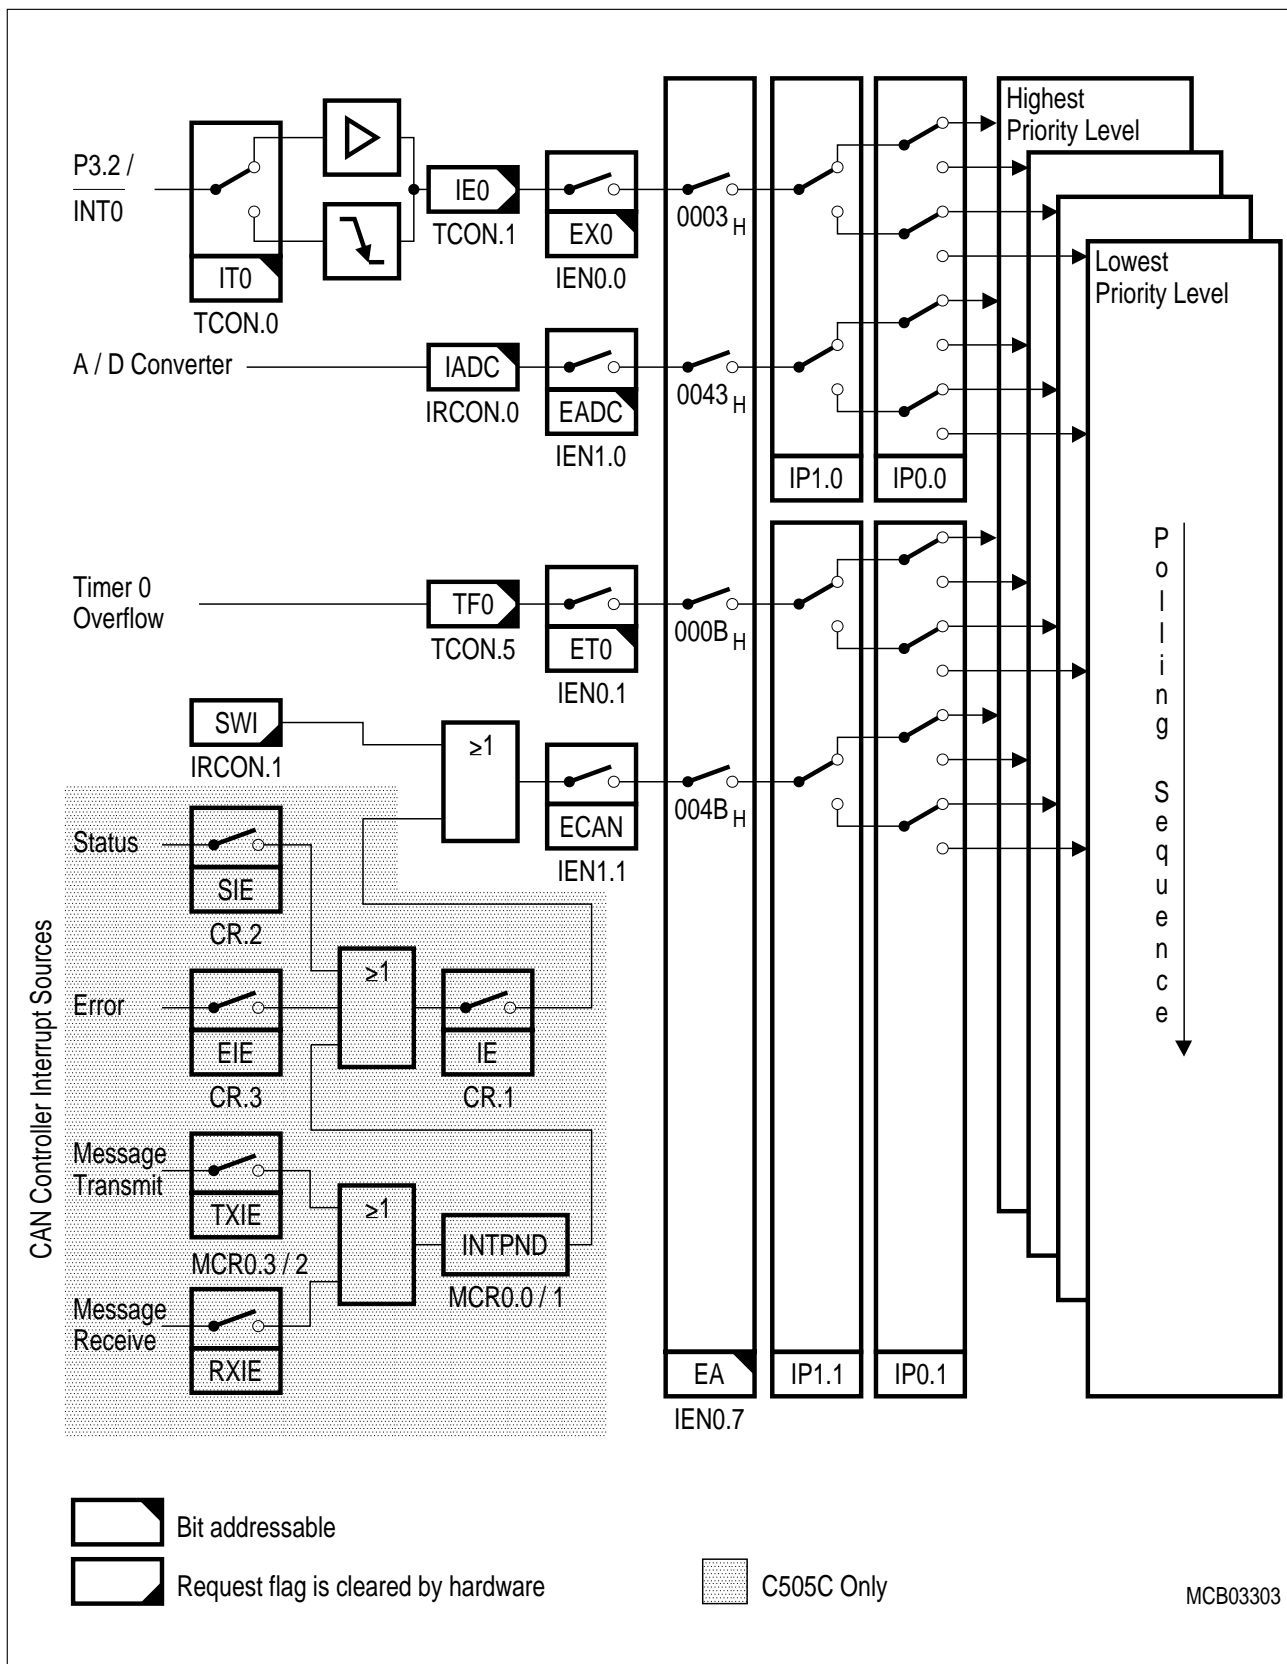 Highest
Priority Level
P3.2 /
INT0
IE0
TCON.1
EX0
IEN0.0
0003 H
IT0
TCON.0
Lowest
Priority Level
A / D Converter
IADC
IRCON.0
EADC
IEN1.0
0043 H
IP1.0
IP0.0
Timer 0
Overflow
TF0
TCON.5
ET0
IEN0.1
000B H
SWI
IRCON.1
≥1
ECAN
IEN1.1
004B H
Polling Sequence
CAN Controller Interrupt Sources
Status
SIE
CR.2
Error
EIE
CR.3
≥1
IE
CR.1
Message
Transmit
TXIE
MCR0.3 / 2
≥1
INTPND
MCR0.0 / 1
Message
Receive
RXIE
EA
IEN0.7
IP1.1
IP0.1
Bit addressable
Request flag is cleared by hardware
C505C Only
MCB03303